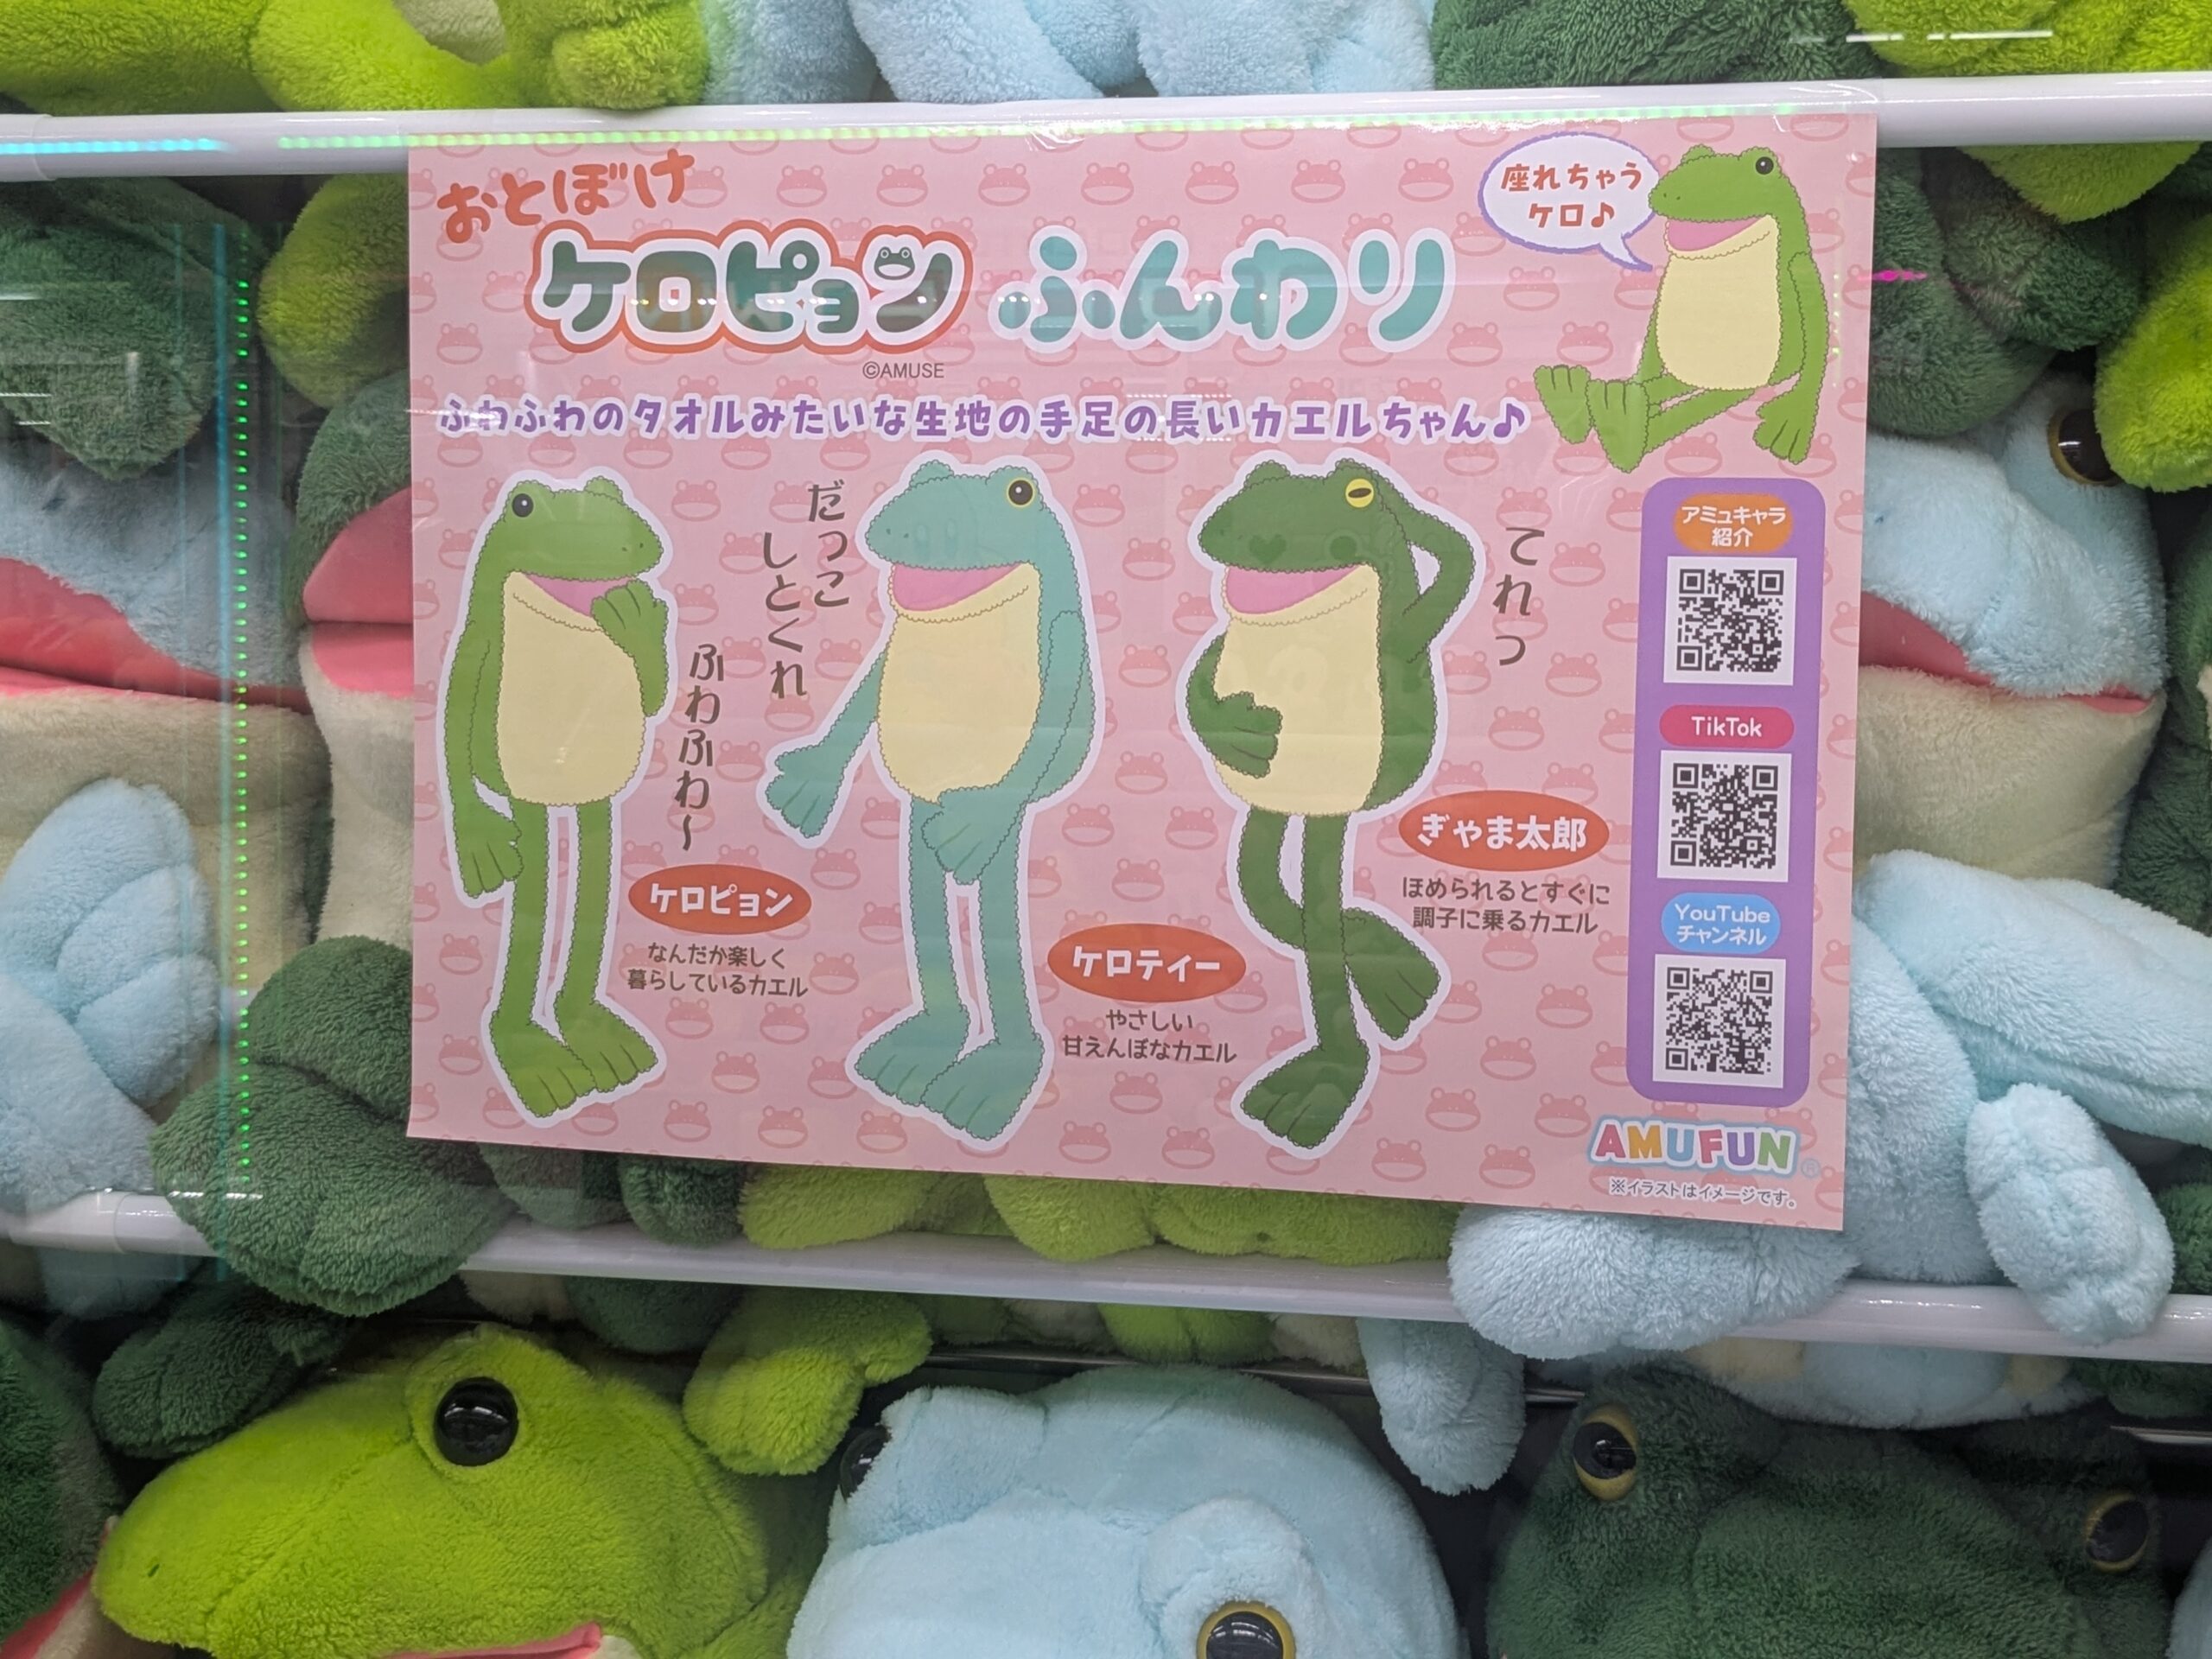 おとぼけ
ケロピョン ふんわり
©AMUSE
座れちゃう
ケロ♪
ふわふわのタオルみたいな生地の手足の長いカエルちゃん♪
ふわふわ～
ケロピョン
なんだか楽しく
暮らしているカエル
だっこ
しとくれ
ケロティー
やさしい
甘えんぼなカエル
てれっ
ぎやま太郎
ほめられるとすぐに
調子に乗るカエル
アミュキャラ
紹介
TikTok
YouTube
チャンネル
AMUFUN®
※イラストはイメージです。